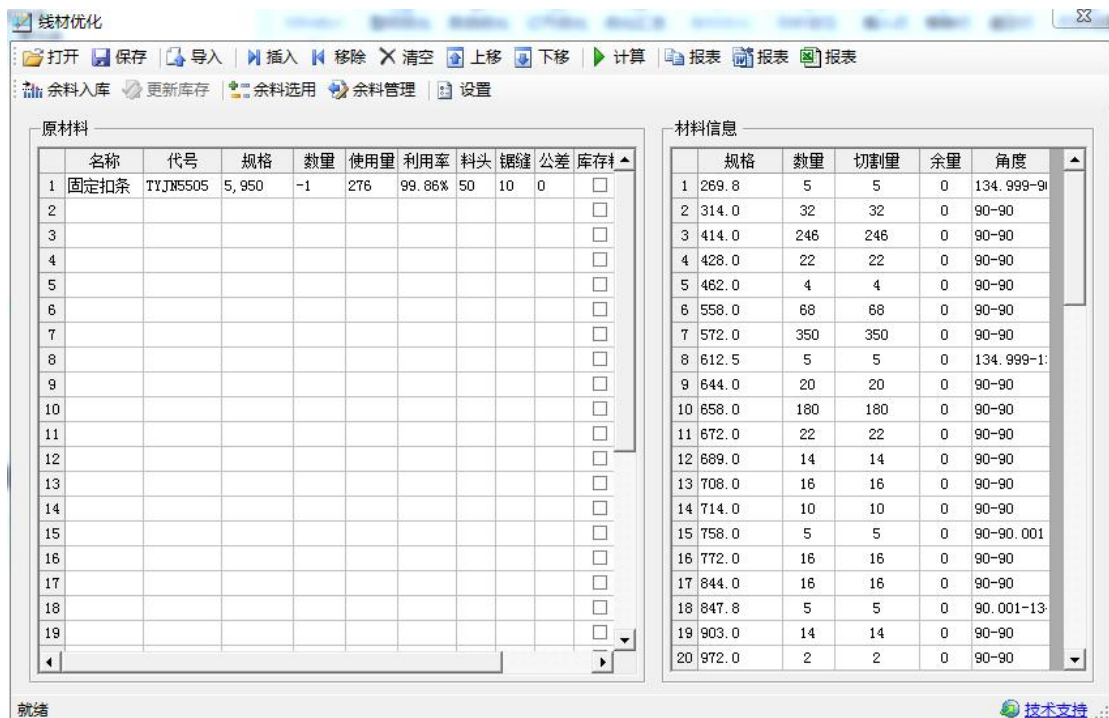 线材优化
打开 保存 导入 插入 移除 清空 上移 下移 计算 报表 报表 报表
余料入库 更新库存 余料选用 余料管理 设置
原材料
名称 代号 规格 数量 使用量 利用率 料头 锯缝 公差 库存
1 固定扣条 TYJN5505 5,950 -1 276 99.86% 50 10 0
2
3
4
5
6
7
8
9
10
11
12
13
14
15
16
17
18
19
材料信息
规格 数量 切割量 余量 角度
1 269.8 5 5 0 134.999-9
2 314.0 32 32 0 90-90
3 414.0 246 246 0 90-90
4 428.0 22 22 0 90-90
5 462.0 4 4 0 90-90
6 558.0 68 68 0 90-90
7 572.0 350 350 0 90-90
8 612.5 5 5 0 134.999-1
9 644.0 20 20 0 90-90
10 658.0 180 180 0 90-90
11 672.0 22 22 0 90-90
12 689.0 14 14 0 90-90
13 708.0 16 16 0 90-90
14 714.0 10 10 0 90-90
15 758.0 5 5 0 90-90.001
16 772.0 16 16 0 90-90
17 844.0 16 16 0 90-90
18 847.8 5 5 0 90.001-13
19 903.0 14 14 0 90-90
20 972.0 2 2 0 90-90
就绪
技术支持